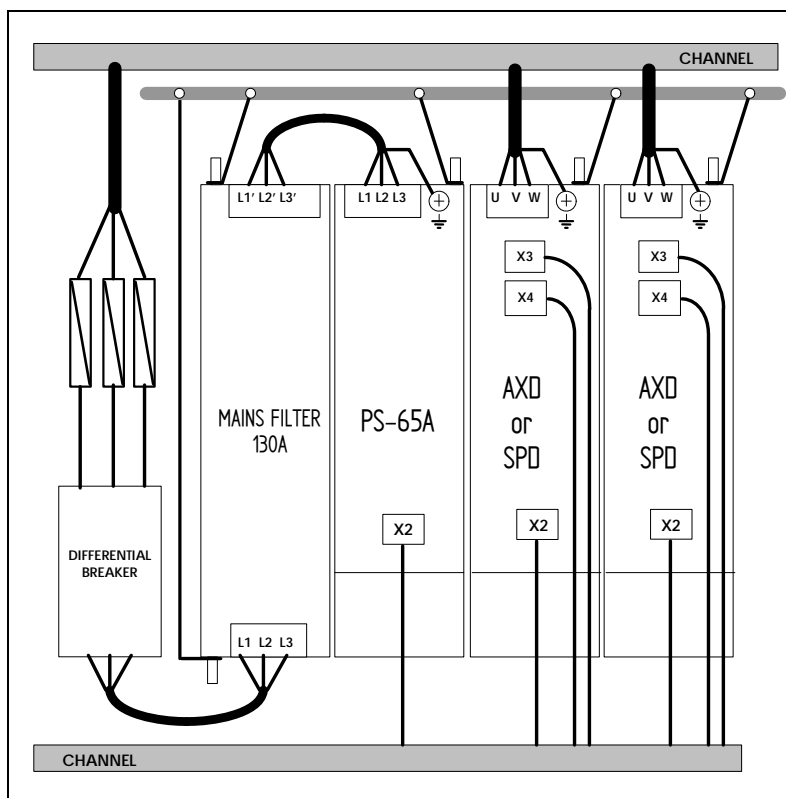 CHANNEL
L1' L2' L3'
L1 L2 L3
U V W
U V W
X3
X3
X4
X4
MAINS FILTER
130A
PS-65A
AXD
or
SPD
AXD
or
SPD
X2
X2
X2
DIFFERENTIAL
BREAKER
L1 L2 L3
CHANNEL